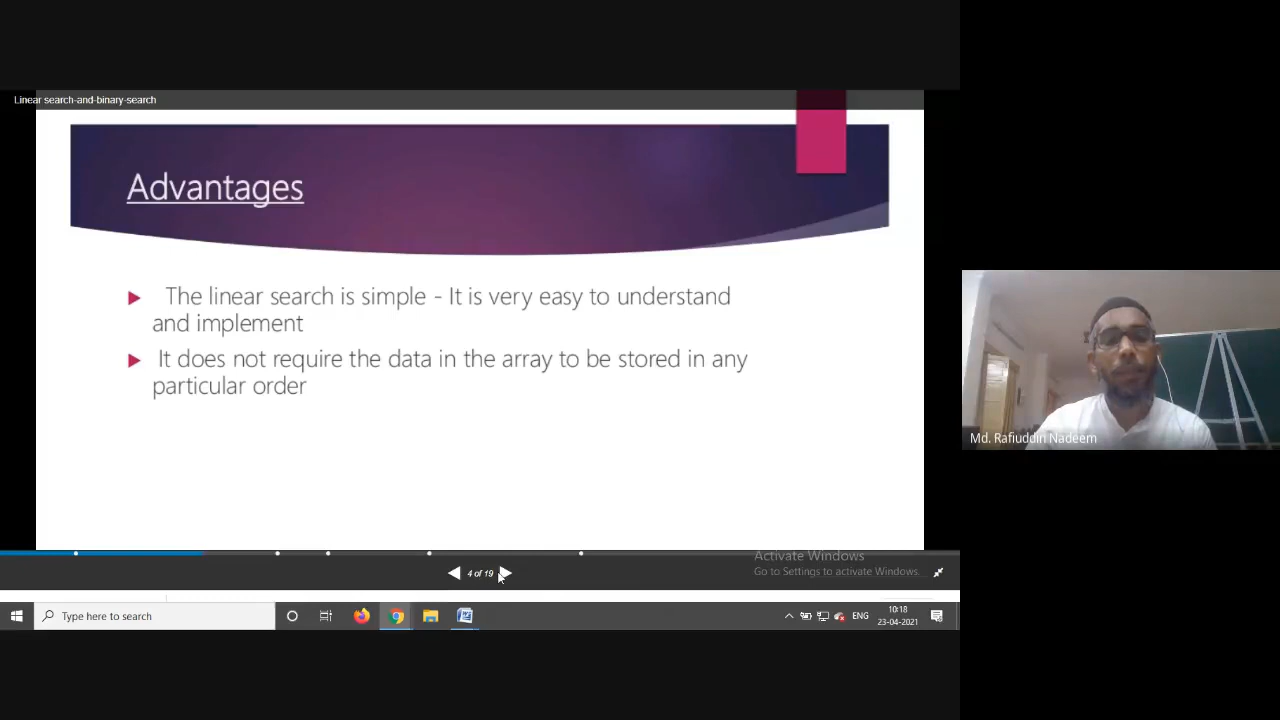 Linear search-and-binary-search
Advantages
The linear search is simple - It is very easy to understand
and implement
It does not require the data in the array to be stored in any
particular order
Md. Rafiuddin Nadeem
4 of 19
Activate Windows
Go to Settings to activate Windows.
Type here to search
ENG
10:18
23-04-2021